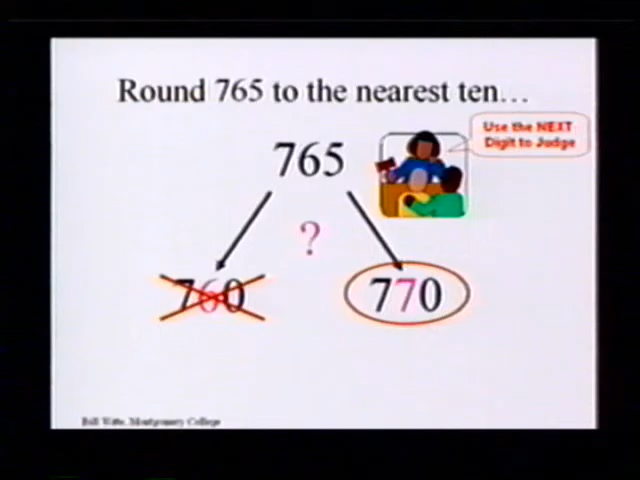 Round 765 to the nearest ten...
Use the NEXT
Digit to Judge
765
?
760
770
Bill Witte, Montgomery College